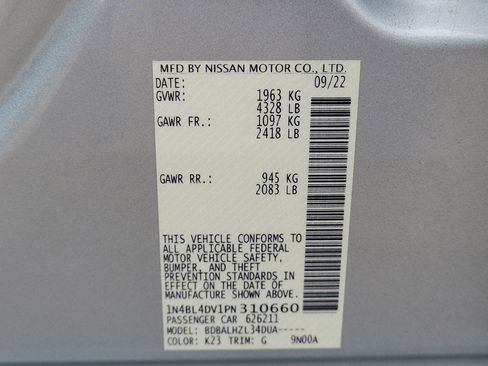 MFD BY NISSAN MOTOR CO., LTD.
DATE: 09/22
GVWR: 1963 KG
4328 LB
GAWR FR.: 1097 KG
2418 LB
GAWR RR.: 945 KG
2083 LB
THIS VEHICLE CONFORMS TO
ALL APPLICABLE FEDERAL
MOTOR VEHICLE SAFETY,
BUMPER, AND THEFT
PREVENTION STANDARDS IN
EFFECT ON THE DATE OF
MANUFACTURE SHOWN ABOVE.
1N4BL4DV1PN310660
PASSENGER CAR 626211
MODEL: BDBALHZL34DUA-----
COLOR: K23 TRIM: G 9N00A